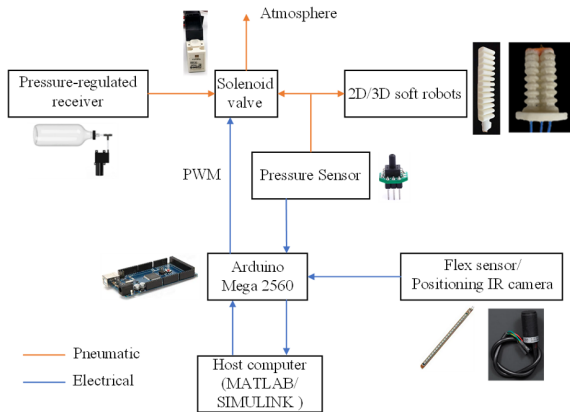 Atmosphere
Pressure-regulated
receiver
Solenoid
valve
2D/3D soft robots
PWM
Pressure Sensor
Arduino
Mega 2560
Flex sensor/
Positioning IR camera
Pneumatic
Electrical
Host computer
(MATLAB/
SIMULINK )